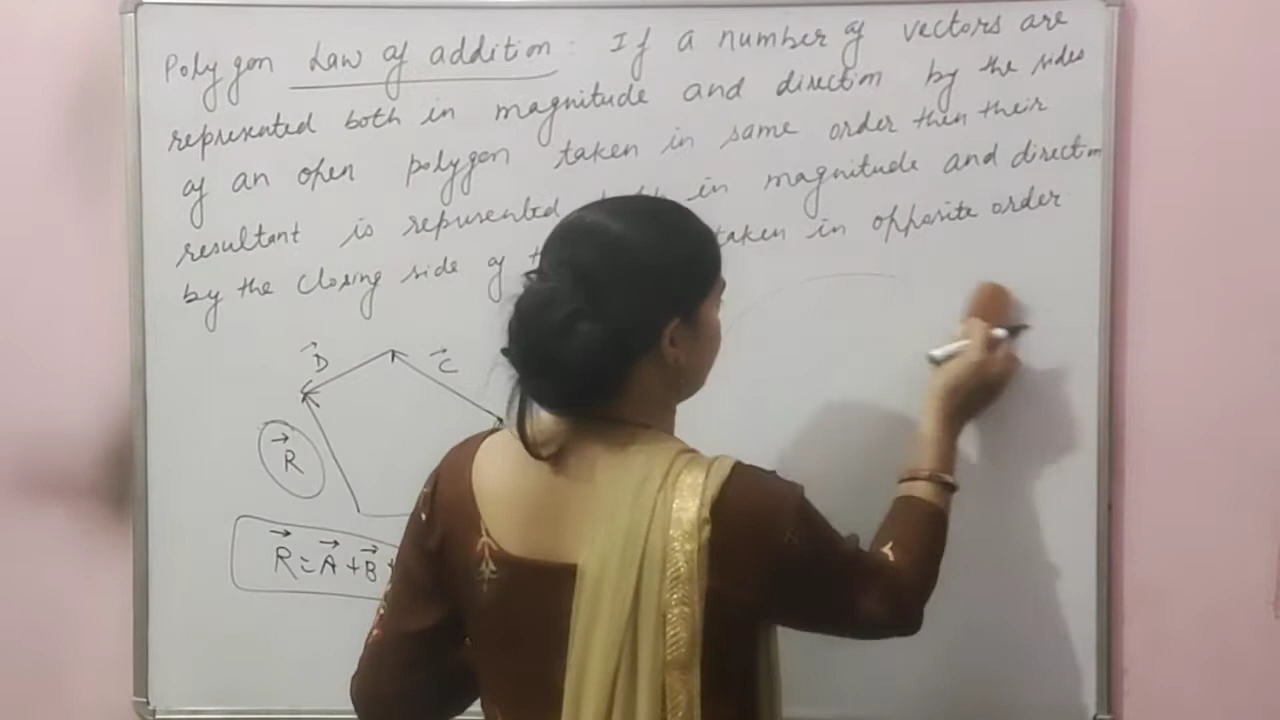 Polygon Law of addition : If a number of vectors are
represented both in magnitude and direction by the sides
of an open polygon taken in same order then their
resultant is represented in magnitude and direction
by the closing side of taken in opposite order
D
C
R
R = A + B